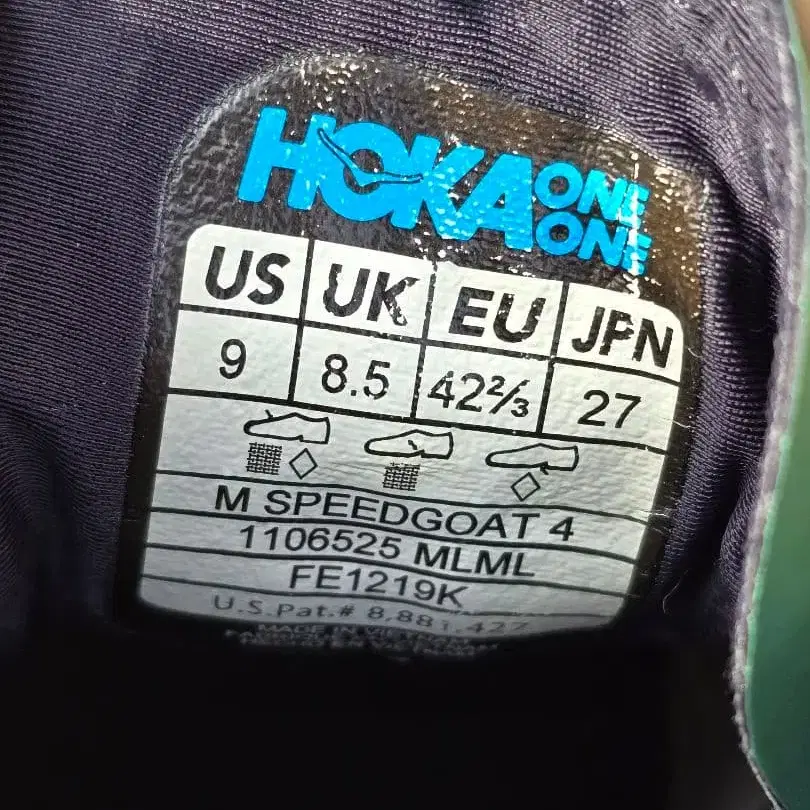 HOKA ONE ONE
US UK EU JPN
9 8.5 42⅔ 27
M SPEEDGOAT 4
1106525 MLML
FE1219K
U.S.Pat.# 8,881,427